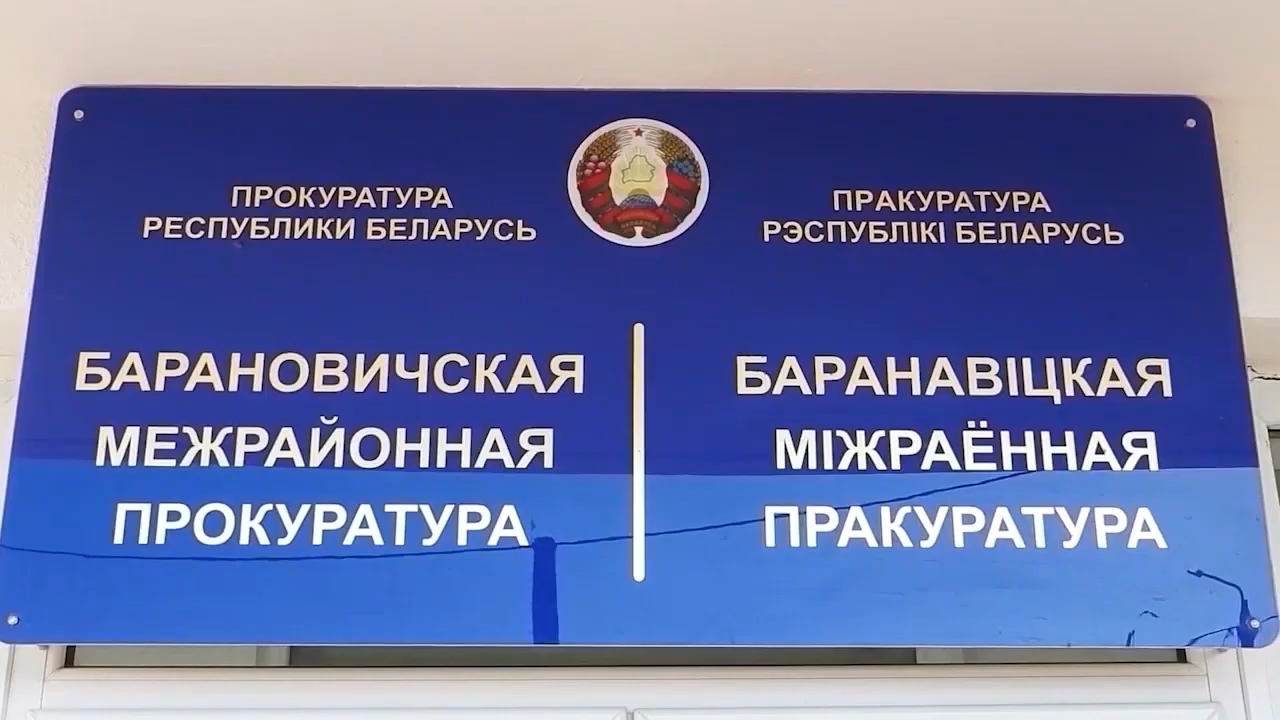 ПРОКУРАТУРА
РЕСПУБЛИКИ БЕЛАРУСЬ
БАРАНОВИЧСКАЯ
МЕЖРАЙОННАЯ
ПРОКУРАТУРА
ПРАКУРАТУРА
РЭСПУБЛІКІ БЕЛАРУСЬ
БАРАНАВІЦКАЯ
МІЖРАЁННАЯ
ПРАКУРАТУРА